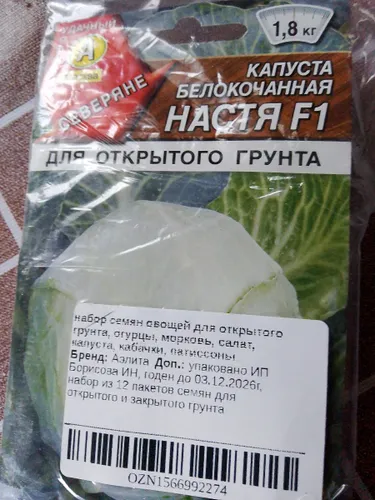 УДАЧНЫЙ
СЕВЕРЯНЕ
1,8 кг
КАПУСТА
БЕЛОКОЧАННАЯ
НАСТЯ F1
ДЛЯ ОТКРЫТОГО ГРУНТА
набор семян овощей для открытого
грунта, огурцы, морковь, салат,
капуста, кабачки, патиссоны
Бренд: Аэлита Доп.: упаковано ИП
Борисова ИН, годен до 03.12.2026г,
набор из 12 пакетов семян для
открытого и закрытого грунта
OZN1566992274